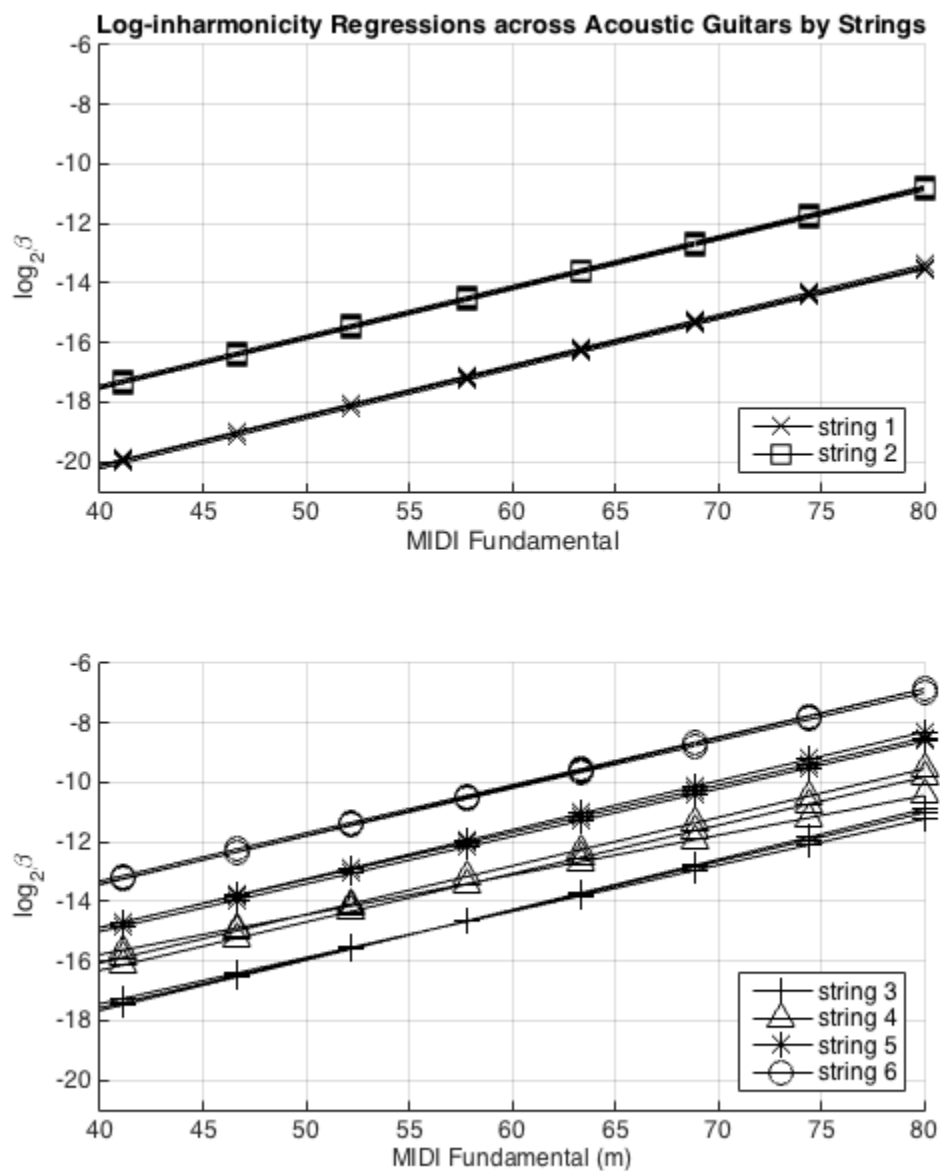 Log-inharmonicity Regressions across Acoustic Guitars by Strings
-6
-8
-10
-12
-14
-16
-18
-20
log₂β
40 45 50 55 60 65 70 75 80
MIDI Fundamental
string 1
string 2
-6
-8
-10
-12
-14
-16
-18
-20
log₂β
40 45 50 55 60 65 70 75 80
MIDI Fundamental (m)
string 3
string 4
string 5
string 6